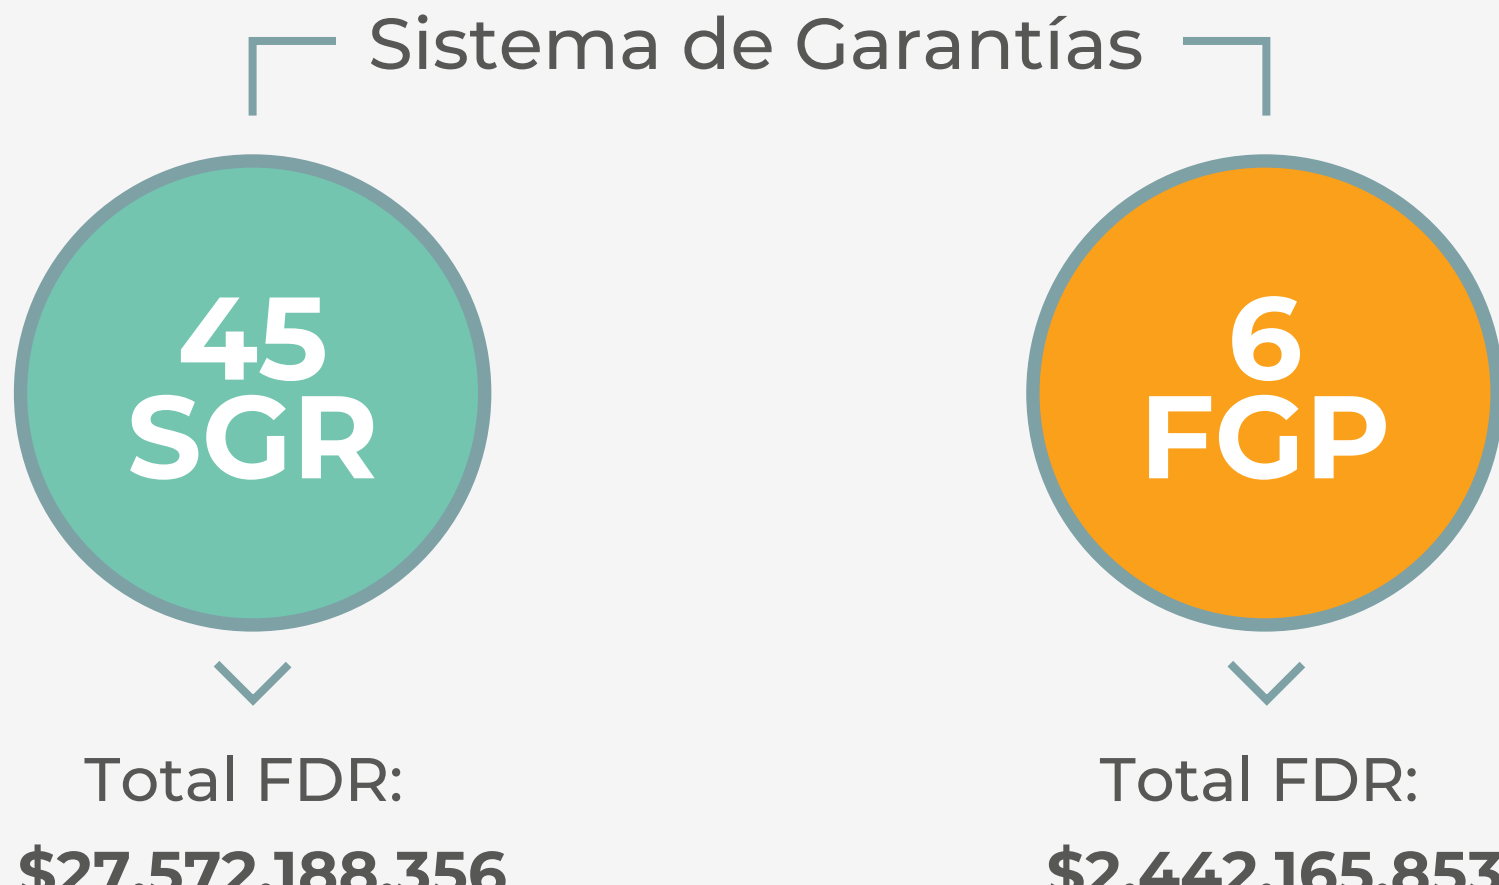 Sistema de Garantías
45
SGR
6
FGP
Total FDR:
$27.572.188.356
Total FDR:
$2.442.165.853